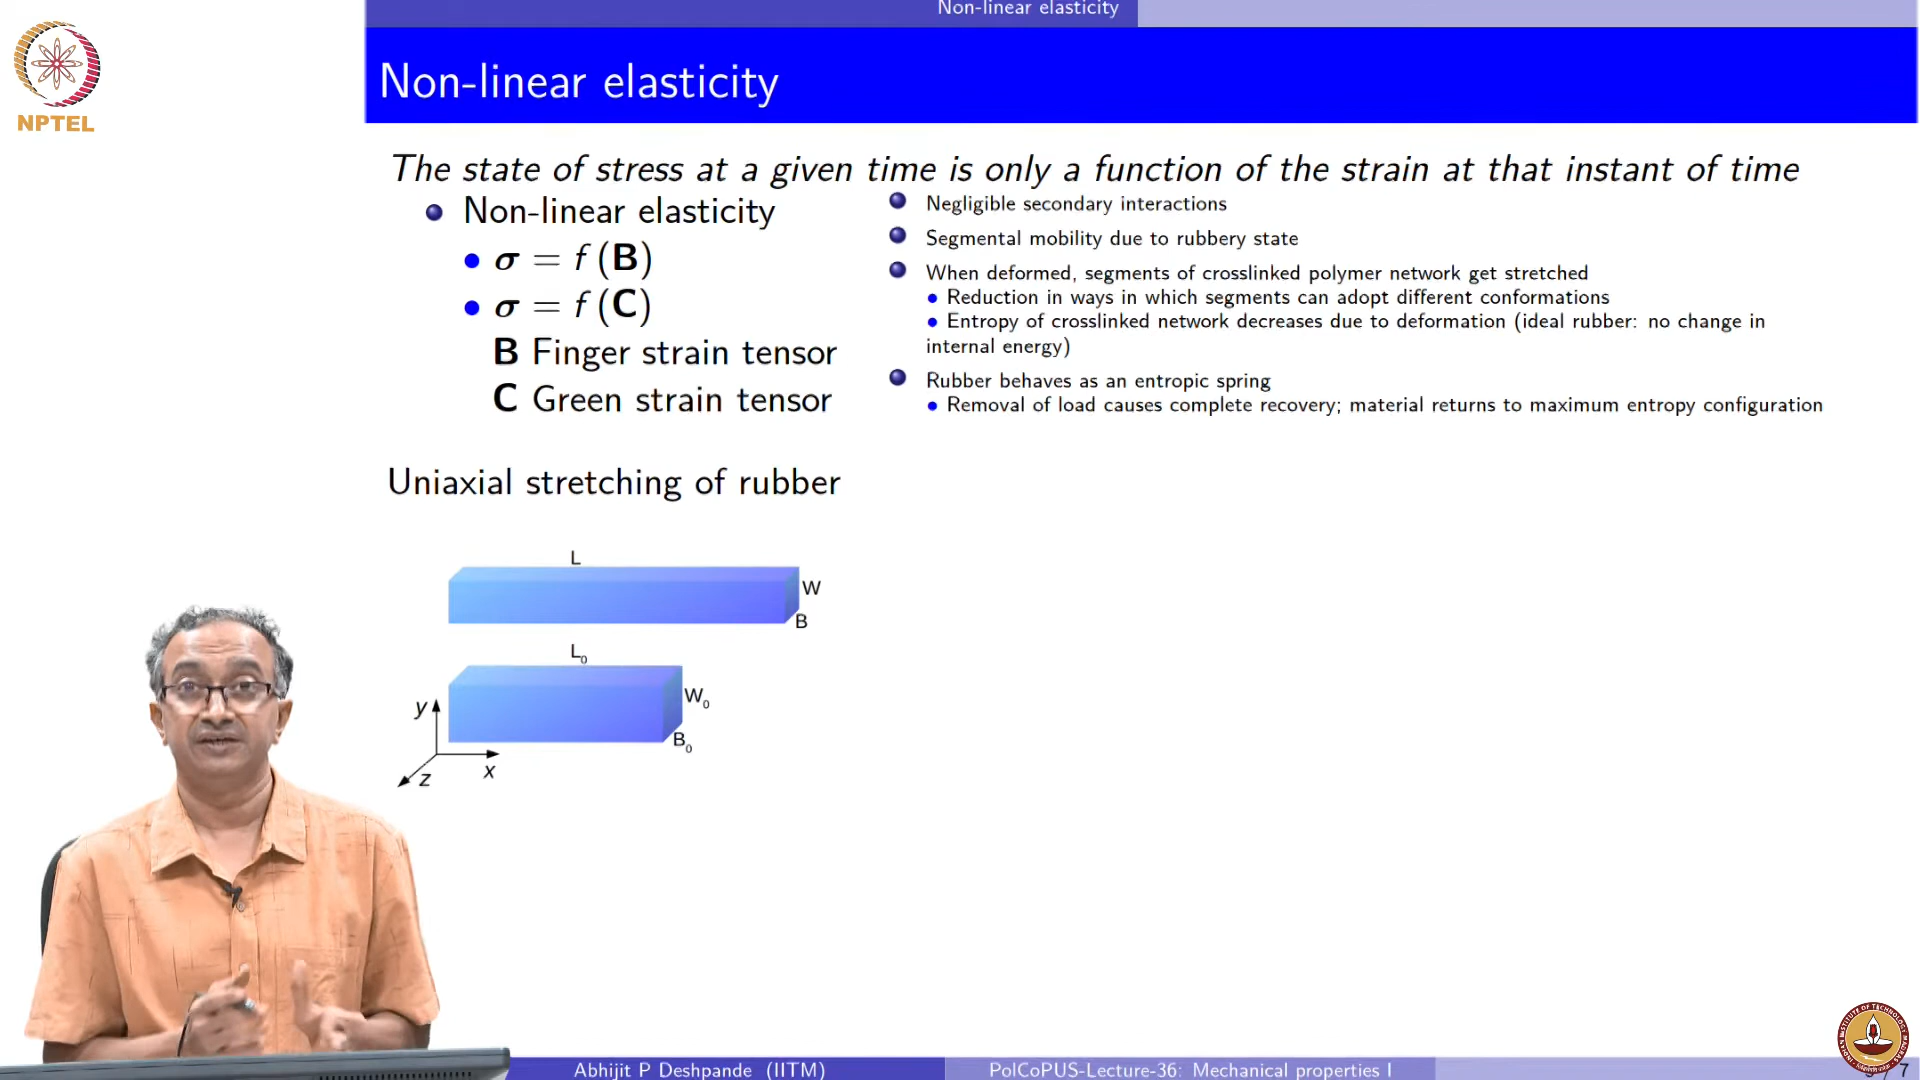 Non-linear elasticity
NPTEL
Non-linear elasticity
The state of stress at a given time is only a function of the strain at that instant of time
Non-linear elasticity
σ = f (B)
σ = f (C)
B Finger strain tensor
C Green strain tensor
Negligible secondary interactions
Segmental mobility due to rubbery state
When deformed, segments of crosslinked polymer network get stretched
Reduction in ways in which segments can adopt different conformations
Entropy of crosslinked network decreases due to deformation (ideal rubber: no change in
internal energy)
Rubber behaves as an entropic spring
Removal of load causes complete recovery; material returns to maximum entropy configuration
Uniaxial stretching of rubber
L
W
B
L₀
W₀
B₀
y
x
z
Abhijit P Deshpande (IITM)
PolCoPUS-Lecture-36: Mechanical properties I
7